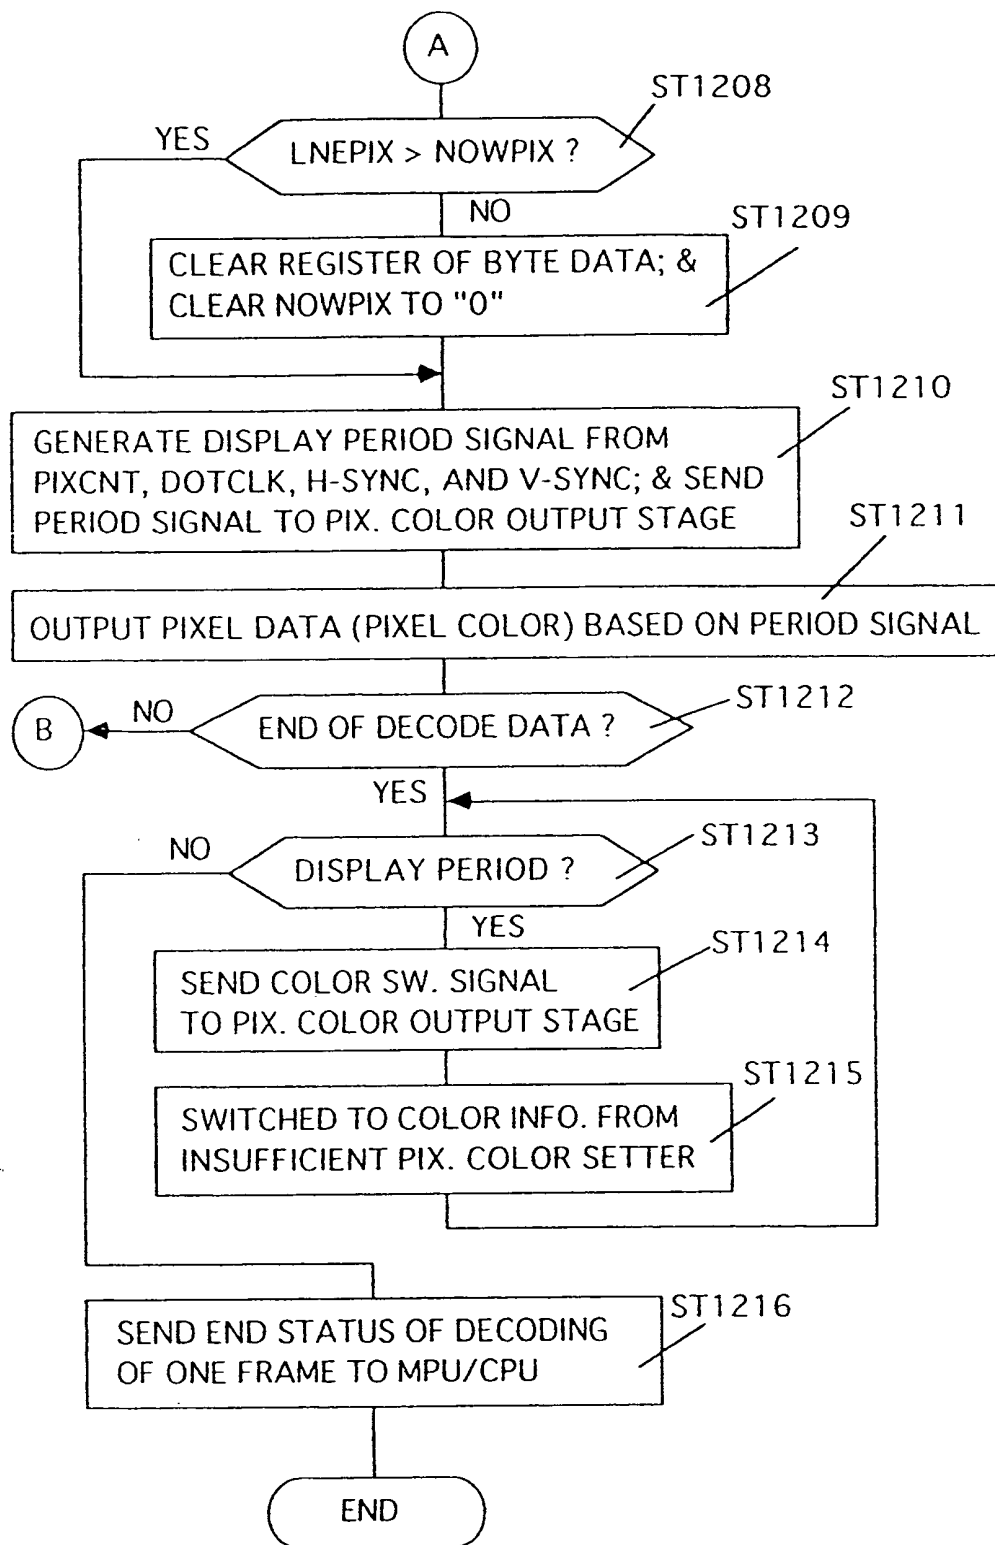 A
ST1208
YES
LNEPIX > NOWPIX ?
NO
ST1209
CLEAR REGISTER OF BYTE DATA; &
CLEAR NOWPIX TO "0"
ST1210
GENERATE DISPLAY PERIOD SIGNAL FROM
PIXCNT, DOTCLK, H-SYNC, AND V-SYNC; & SEND
PERIOD SIGNAL TO PIX. COLOR OUTPUT STAGE
ST1211
OUTPUT PIXEL DATA (PIXEL COLOR) BASED ON PERIOD SIGNAL
ST1212
B
NO
END OF DECODE DATA ?
YES
ST1213
NO
DISPLAY PERIOD ?
YES
ST1214
SEND COLOR SW. SIGNAL
TO PIX. COLOR OUTPUT STAGE
ST1215
SWITCHED TO COLOR INFO. FROM
INSUFFICIENT PIX. COLOR SETTER
ST1216
SEND END STATUS OF DECODING
OF ONE FRAME TO MPU/CPU
END